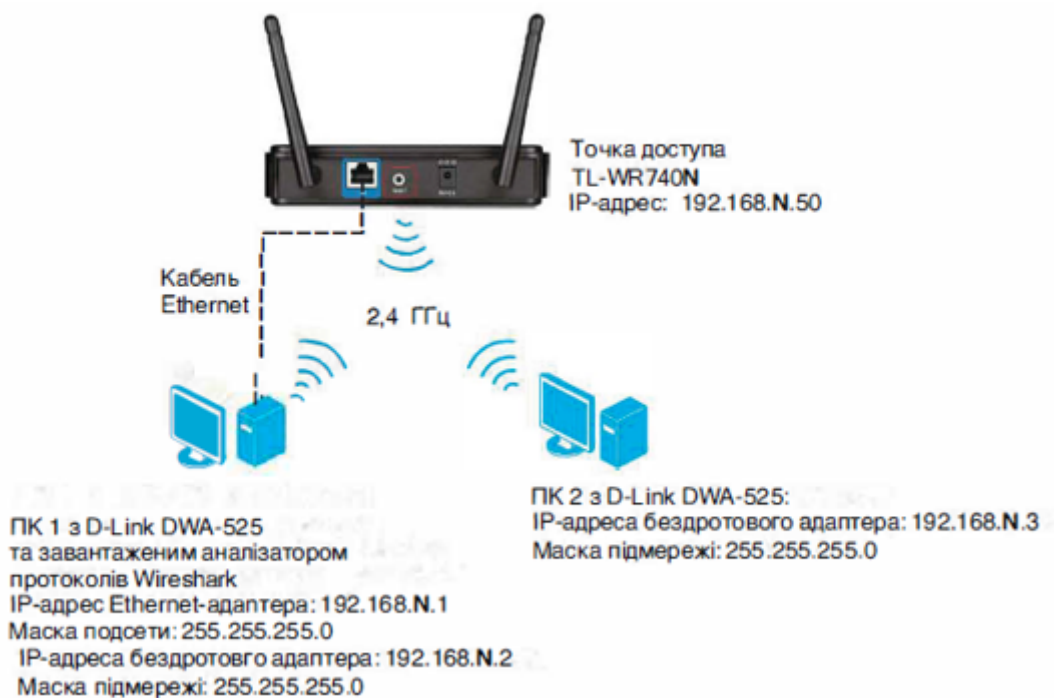 Точка доступа
TL-WR740N
IP-адрес: 192.168.N.50
Кабель
Ethernet
2,4 ГГц
ПК 1 з D-Link DWA-525
та завантаженим аналізатором
протоколів Wireshark
IP-адрес Ethernet-адаптера: 192.168.N.1
Маска подсети: 255.255.255.0
IP-адреса бездротовго адаптера: 192.168.N.2
Маска підмережі: 255.255.255.0
ПК 2 з D-Link DWA-525:
IP-адреса бездротового адаптера: 192.168.N.3
Маска підмережі: 255.255.255.0